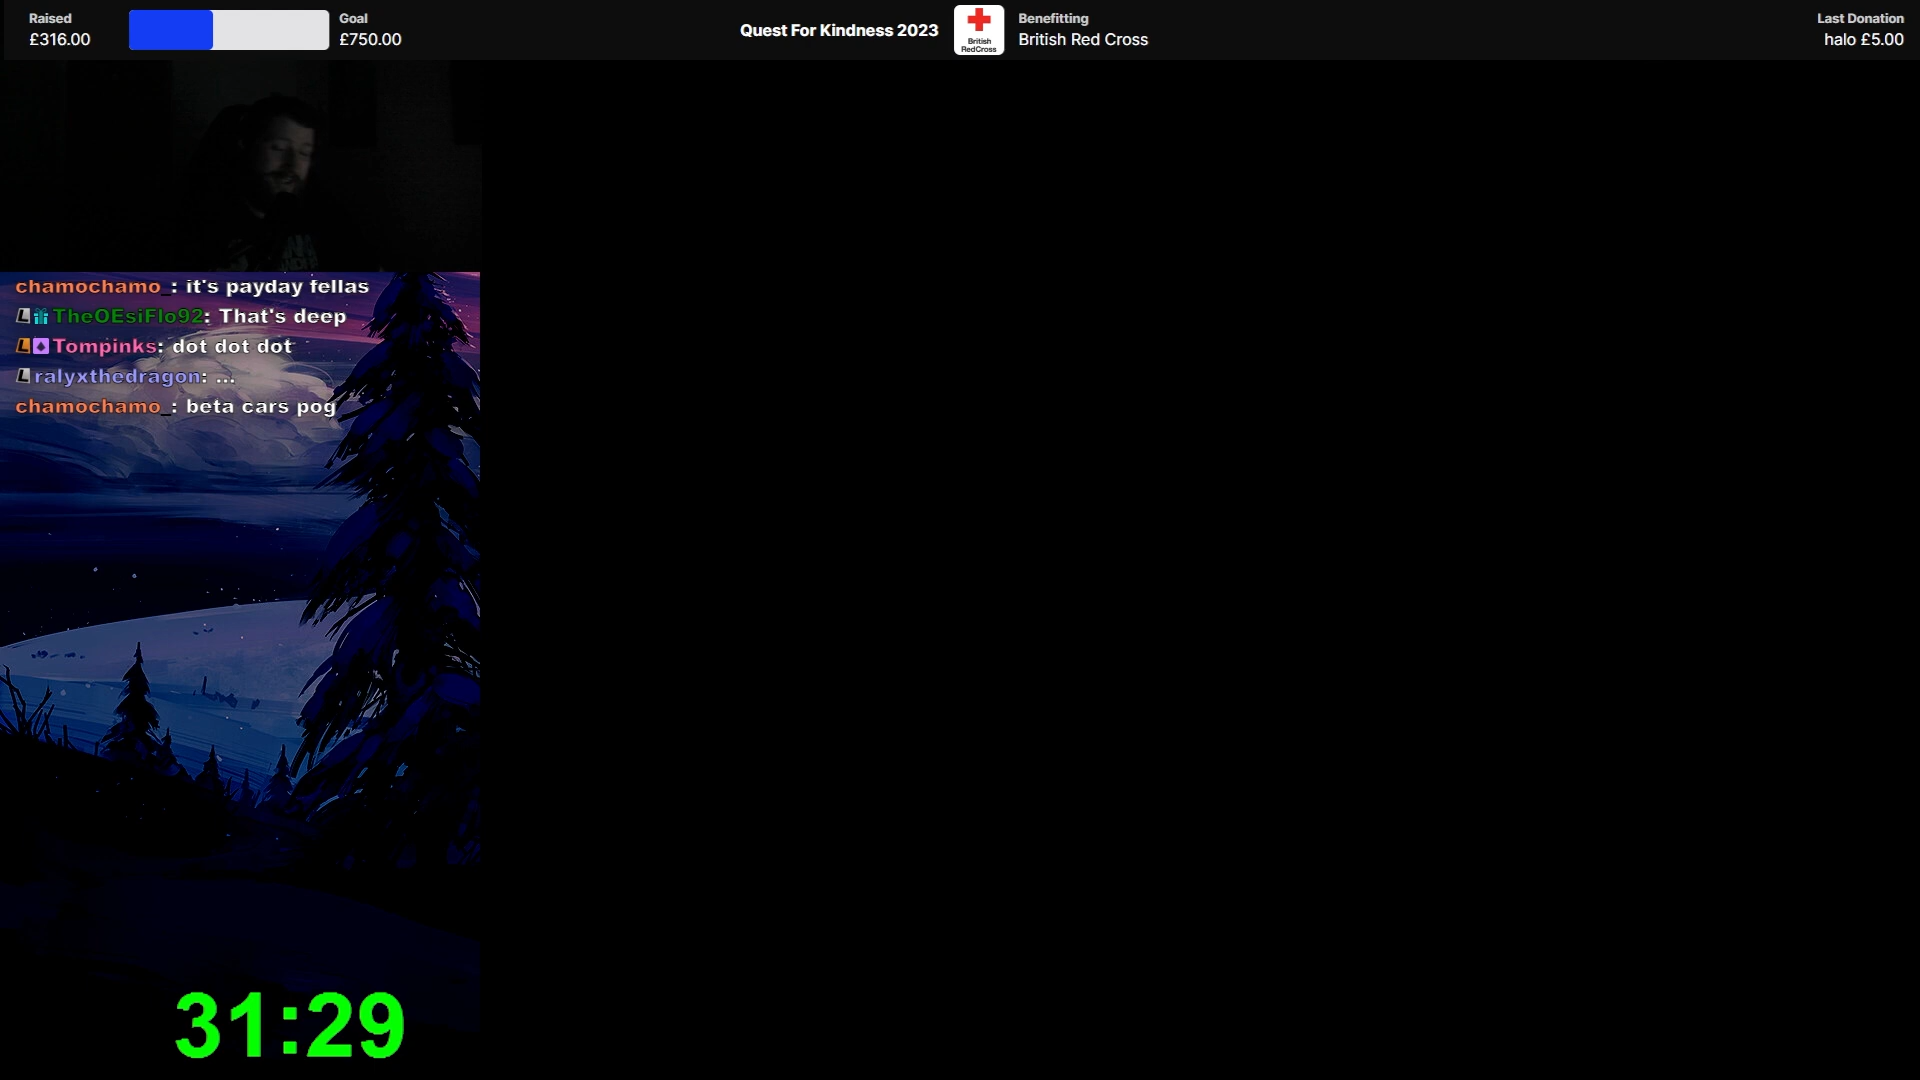 Raised
£316.00
Goal
£750.00
Quest For Kindness 2023
British
RedCross
Benefitting
British Red Cross
Last Donation
halo £5.00
chamochamo_: it's payday fellas
TheOEsiFlo92: That's deep
Tompinks: dot dot dot
ralyxthedragon: ...
chamochamo_: beta cars pog
31:29